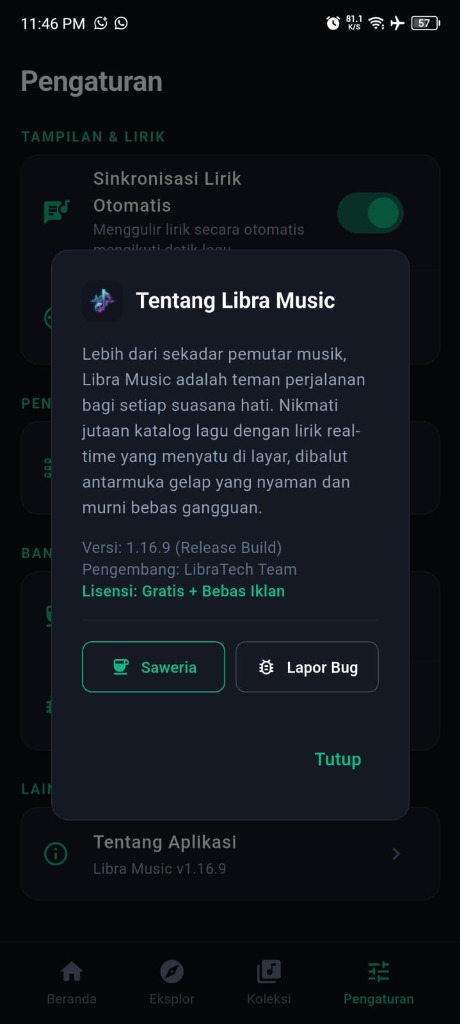 11:46 PM
81.1
K/S
57
Pengaturan
TAMPILAN & LIRIK
Sinkronisasi Lirik
Otomatis
Menggulir lirik secara otomatis
mengikuti detik lagu
Tentang Libra Music
Lebih dari sekadar pemutar musik,
Libra Music adalah teman perjalanan
bagi setiap suasana hati. Nikmati
jutaan katalog lagu dengan lirik real-
time yang menyatu di layar, dibalut
antarmuka gelap yang nyaman dan
murni bebas gangguan.
Versi: 1.16.9 (Release Build)
Pengembang: LibraTech Team
Lisensi: Gratis + Bebas Iklan
Saweria
Lapor Bug
Tutup
Tentang Aplikasi
Libra Music v1.16.9
Beranda
Eksplor
Koleksi
Pengaturan